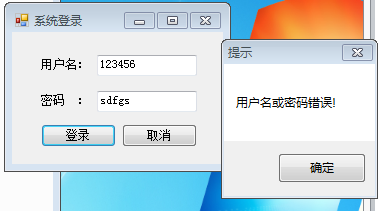 系统登录
用户名: 123456
密码 : sdfgs
登录 取消
提示
用户名或密码错误!
确定